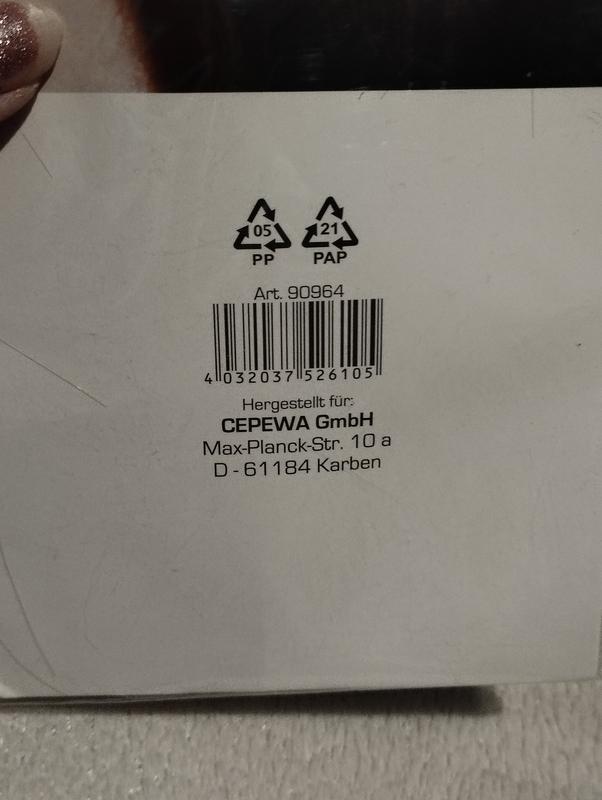 05 21
PP PAP
Art. 90964
4 032037 526105
Hergestellt für:
CEPEWA GmbH
Max-Planck-Str. 10 a
D - 61184 Karben